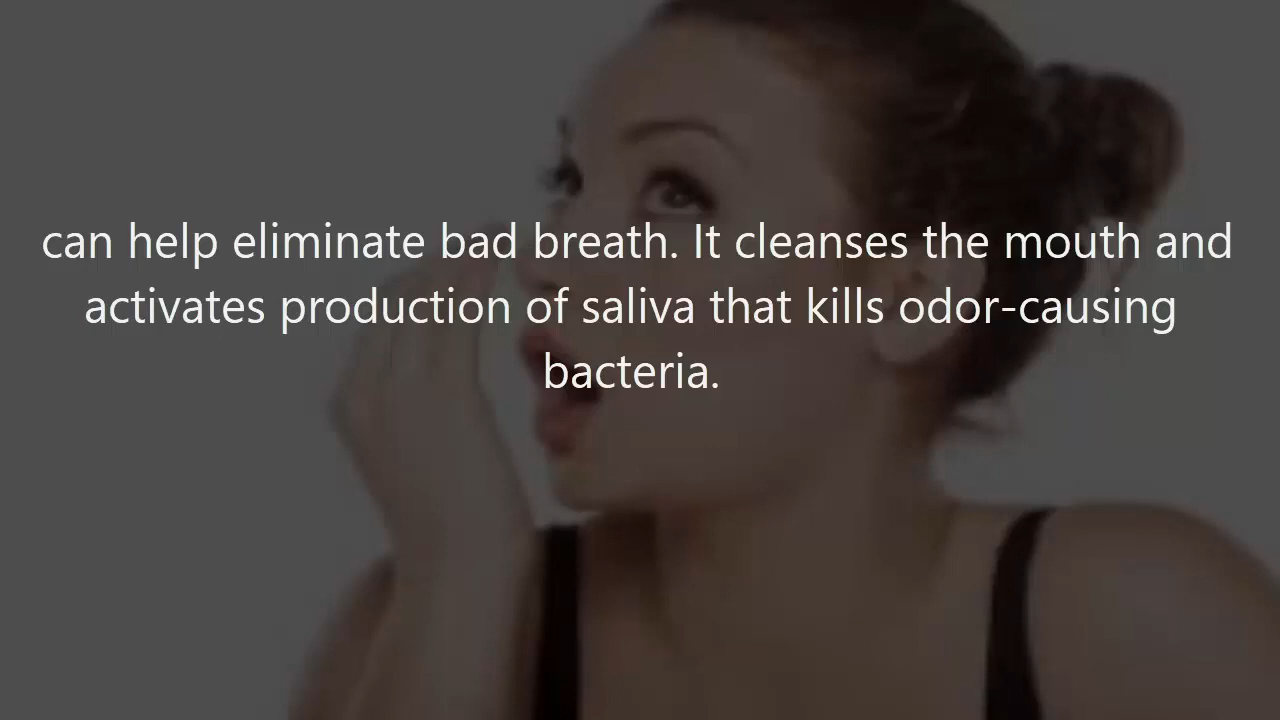 can help eliminate bad breath. It cleanses the mouth and
activates production of saliva that kills odor-causing
bacteria.